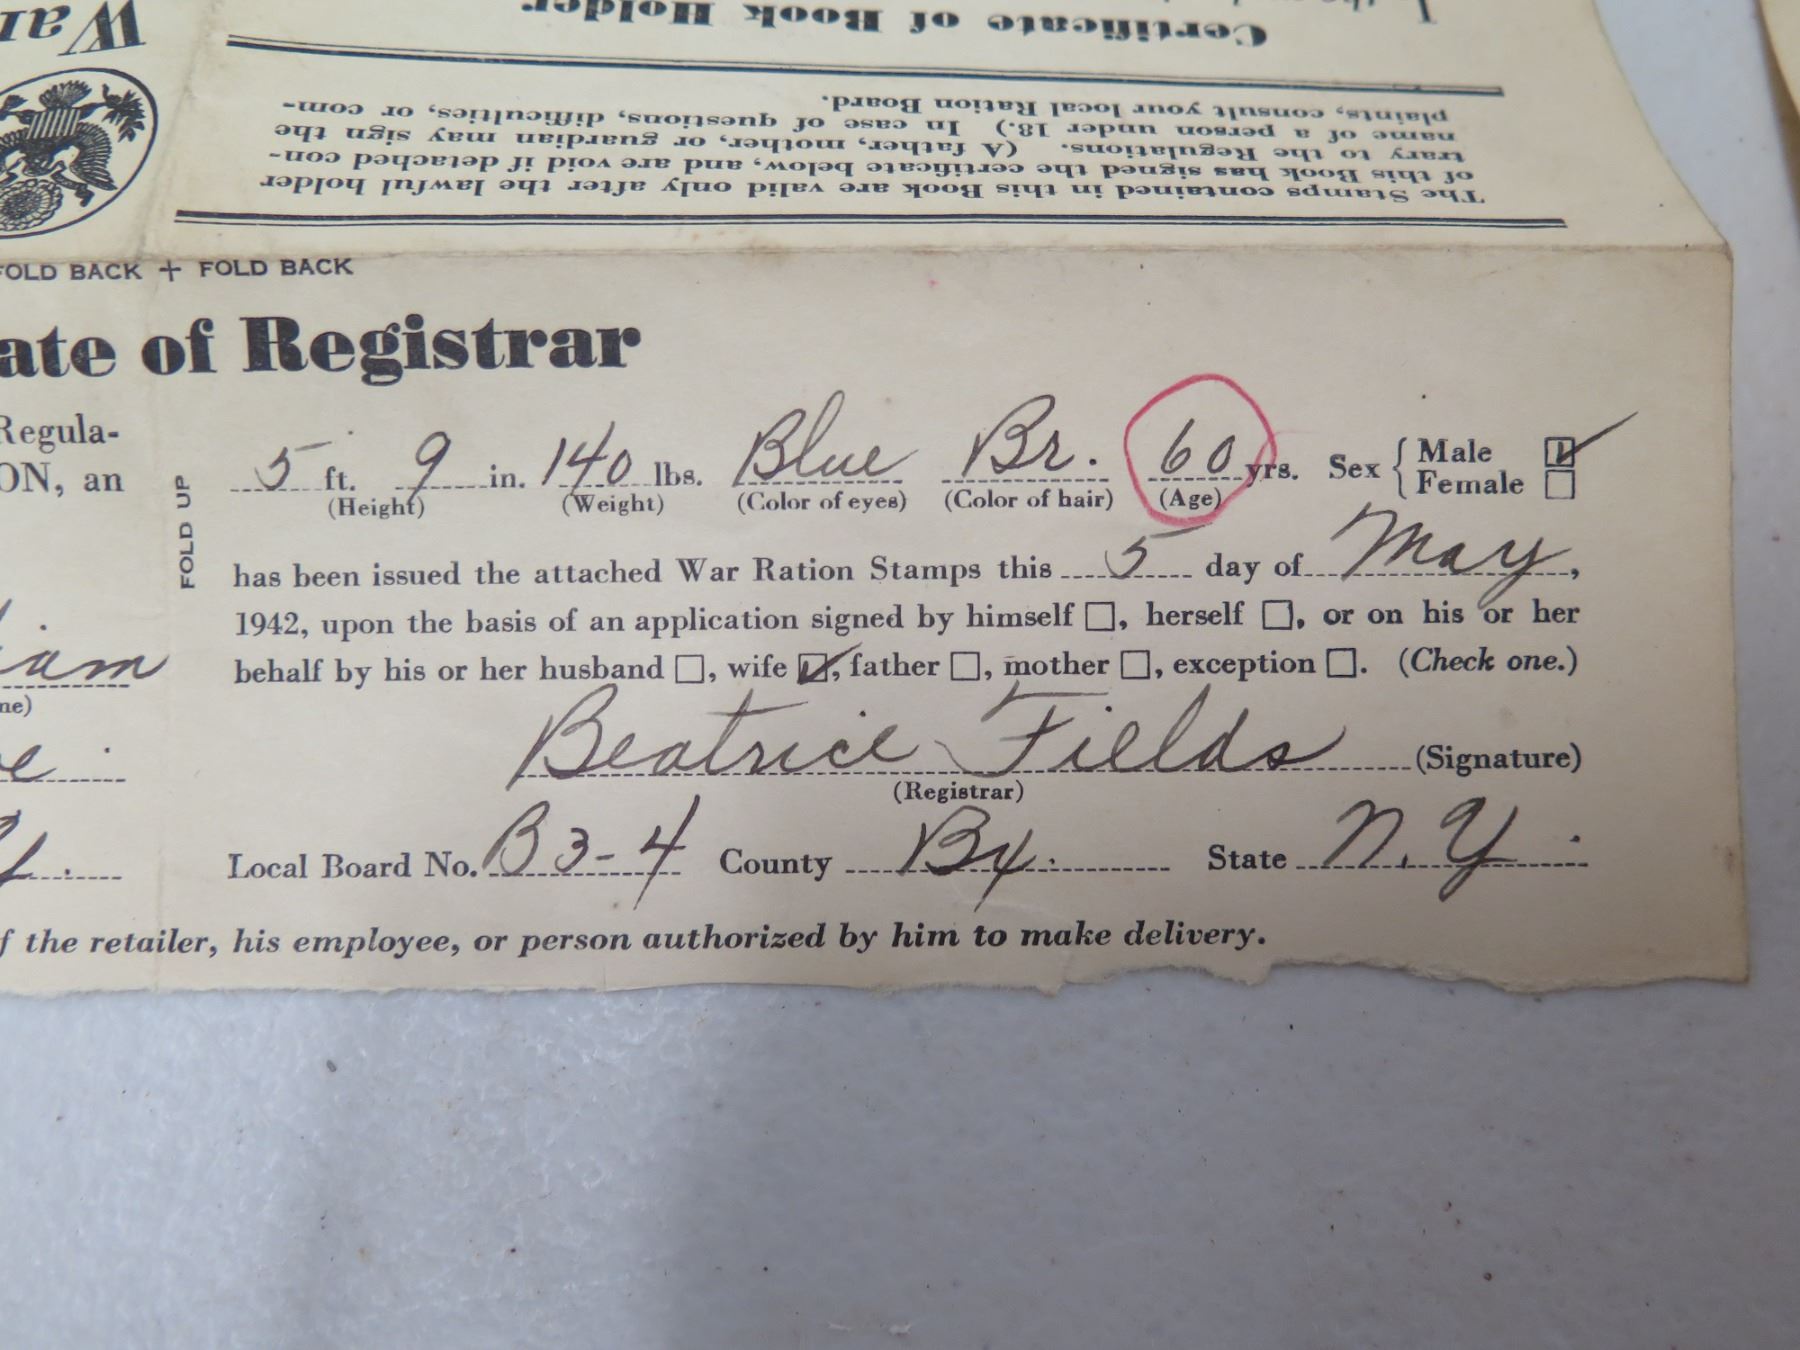 War
Certificate of Book Holder
The Stamps contained in this Book are valid only after the lawful holder
of this Book has signed the certificate below, and are void if detached con-
trary to the Regulations. (A father, mother, or guardian may sign the
name of a person under 18.) In case of questions, difficulties, or com-
plaints, consult your local Ration Board.
FOLD BACK + FOLD BACK
ate of Registrar
Regula-
ON, an
FOLD UP
5 ft. 9 in. 140 lbs. Blue Br. 60 yrs. Sex { Male
Female
(Height) (Weight) (Color of eyes) (Color of hair) (Age)
has been issued the attached War Ration Stamps this 5 day of May,
1942, upon the basis of an application signed by himself ☐, herself ☐, or on his or her
iam
behalf by his or her husband ☐, wife ☑, father ☐, mother ☐, exception ☐. (Check one.)
me)
Beatrice Fields (Signature)
(Registrar)
Local Board No. B3-4 County Bx. State N.Y.
f the retailer, his employee, or person authorized by him to make delivery.